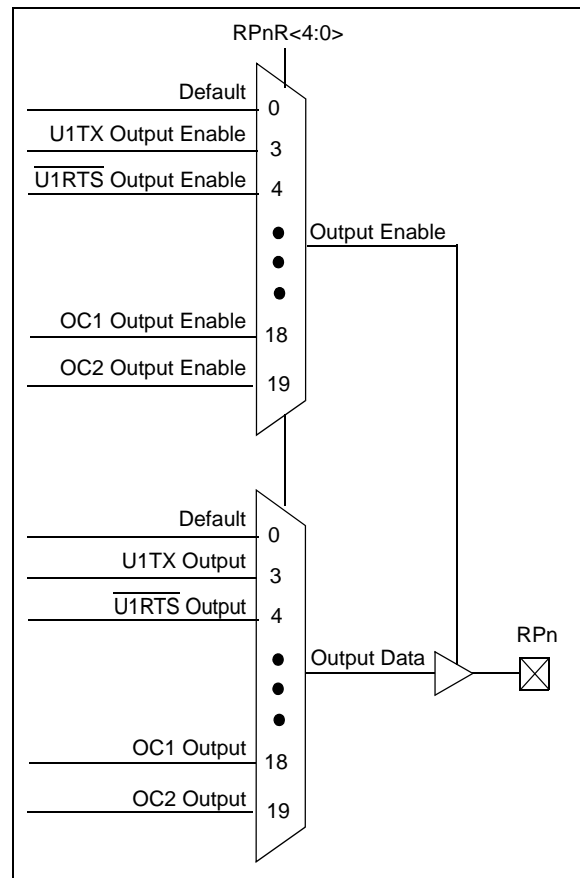 RPnR<4:0>
Default
0
U1TX Output Enable
3
U1RTS Output Enable
4
Output Enable
OC1 Output Enable
18
OC2 Output Enable
19
Default
0
U1TX Output
3
U1RTS Output
4
RPn
Output Data
OC1 Output
18
OC2 Output
19